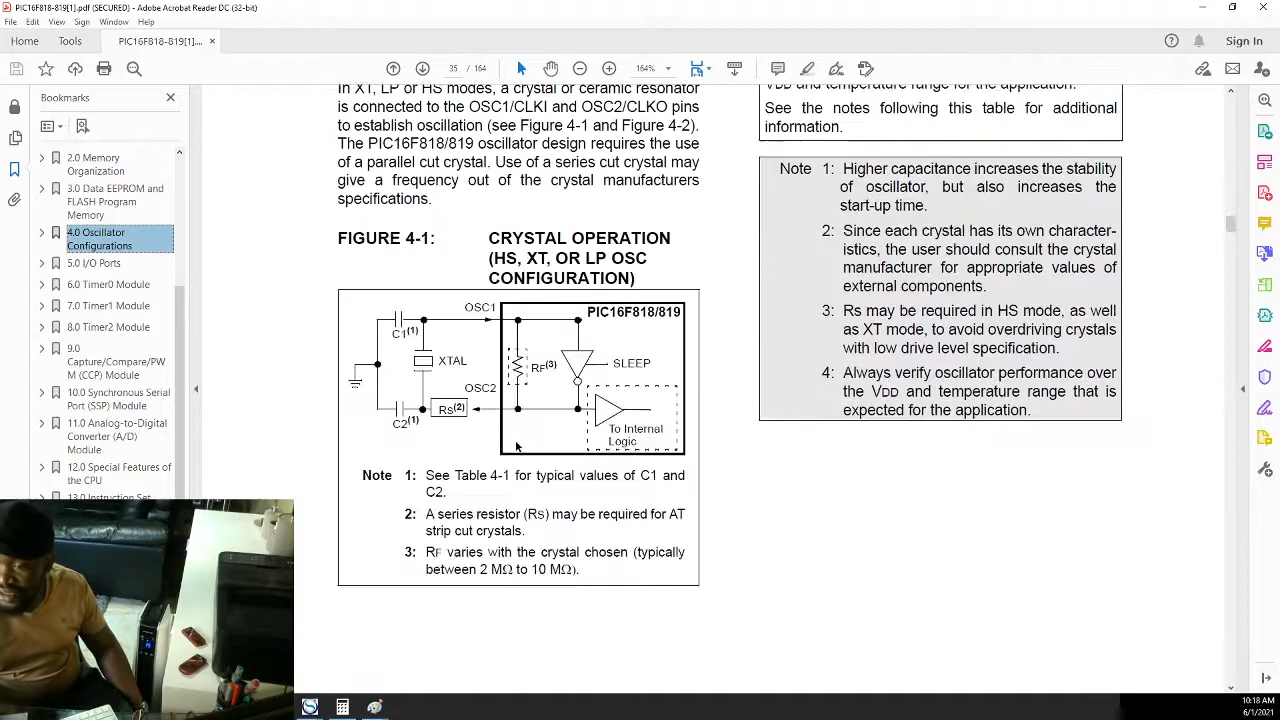 PIC16F818-819[1].pdf (SECURED) - Adobe Acrobat Reader DC (32-bit)
File Edit View Sign Window Help
Home Tools PIC16F818-819[1].... × Sign In
35 / 164 164%
Bookmarks
2.0 Memory
Organization
3.0 Data EEPROM and
FLASH Program
Memory
4.0 Oscillator
Configurations
5.0 I/O Ports
6.0 Timer0 Module
7.0 Timer1 Module
8.0 Timer2 Module
9.0
Capture/Compare/PW
M (CCP) Module
10.0 Synchronous Serial
Port (SSP) Module
11.0 Analog-to-Digital
Converter (A/D)
Module
12.0 Special Features of
the CPU
13.0 Instruction Set
In XT, LP or HS modes, a crystal or ceramic resonator
is connected to the OSC1/CLKI and OSC2/CLKO pins
to establish oscillation (see Figure 4-1 and Figure 4-2).
The PIC16F818/819 oscillator design requires the use
of a parallel cut crystal. Use of a series cut crystal may
give a frequency out of the crystal manufacturers
specifications.
FIGURE 4-1: CRYSTAL OPERATION
(HS, XT, OR LP OSC
CONFIGURATION)
OSC1
PIC16F818/819
C1(1)
XTAL
RF(3)
SLEEP
OSC2
Rs(2)
C2(1)
To Internal
Logic
Note 1: See Table 4-1 for typical values of C1 and
C2.
2: A series resistor (RS) may be required for AT
strip cut crystals.
3: RF varies with the crystal chosen (typically
between 2 MΩ to 10 MΩ).
VDD and temperature range for the application.
See the notes following this table for additional
information.
Note 1: Higher capacitance increases the stability
of oscillator, but also increases the
start-up time.
2: Since each crystal has its own character-
istics, the user should consult the crystal
manufacturer for appropriate values of
external components.
3: Rs may be required in HS mode, as well
as XT mode, to avoid overdriving crystals
with low drive level specification.
4: Always verify oscillator performance over
the VDD and temperature range that is
expected for the application.
10:18 AM
6/1/2021